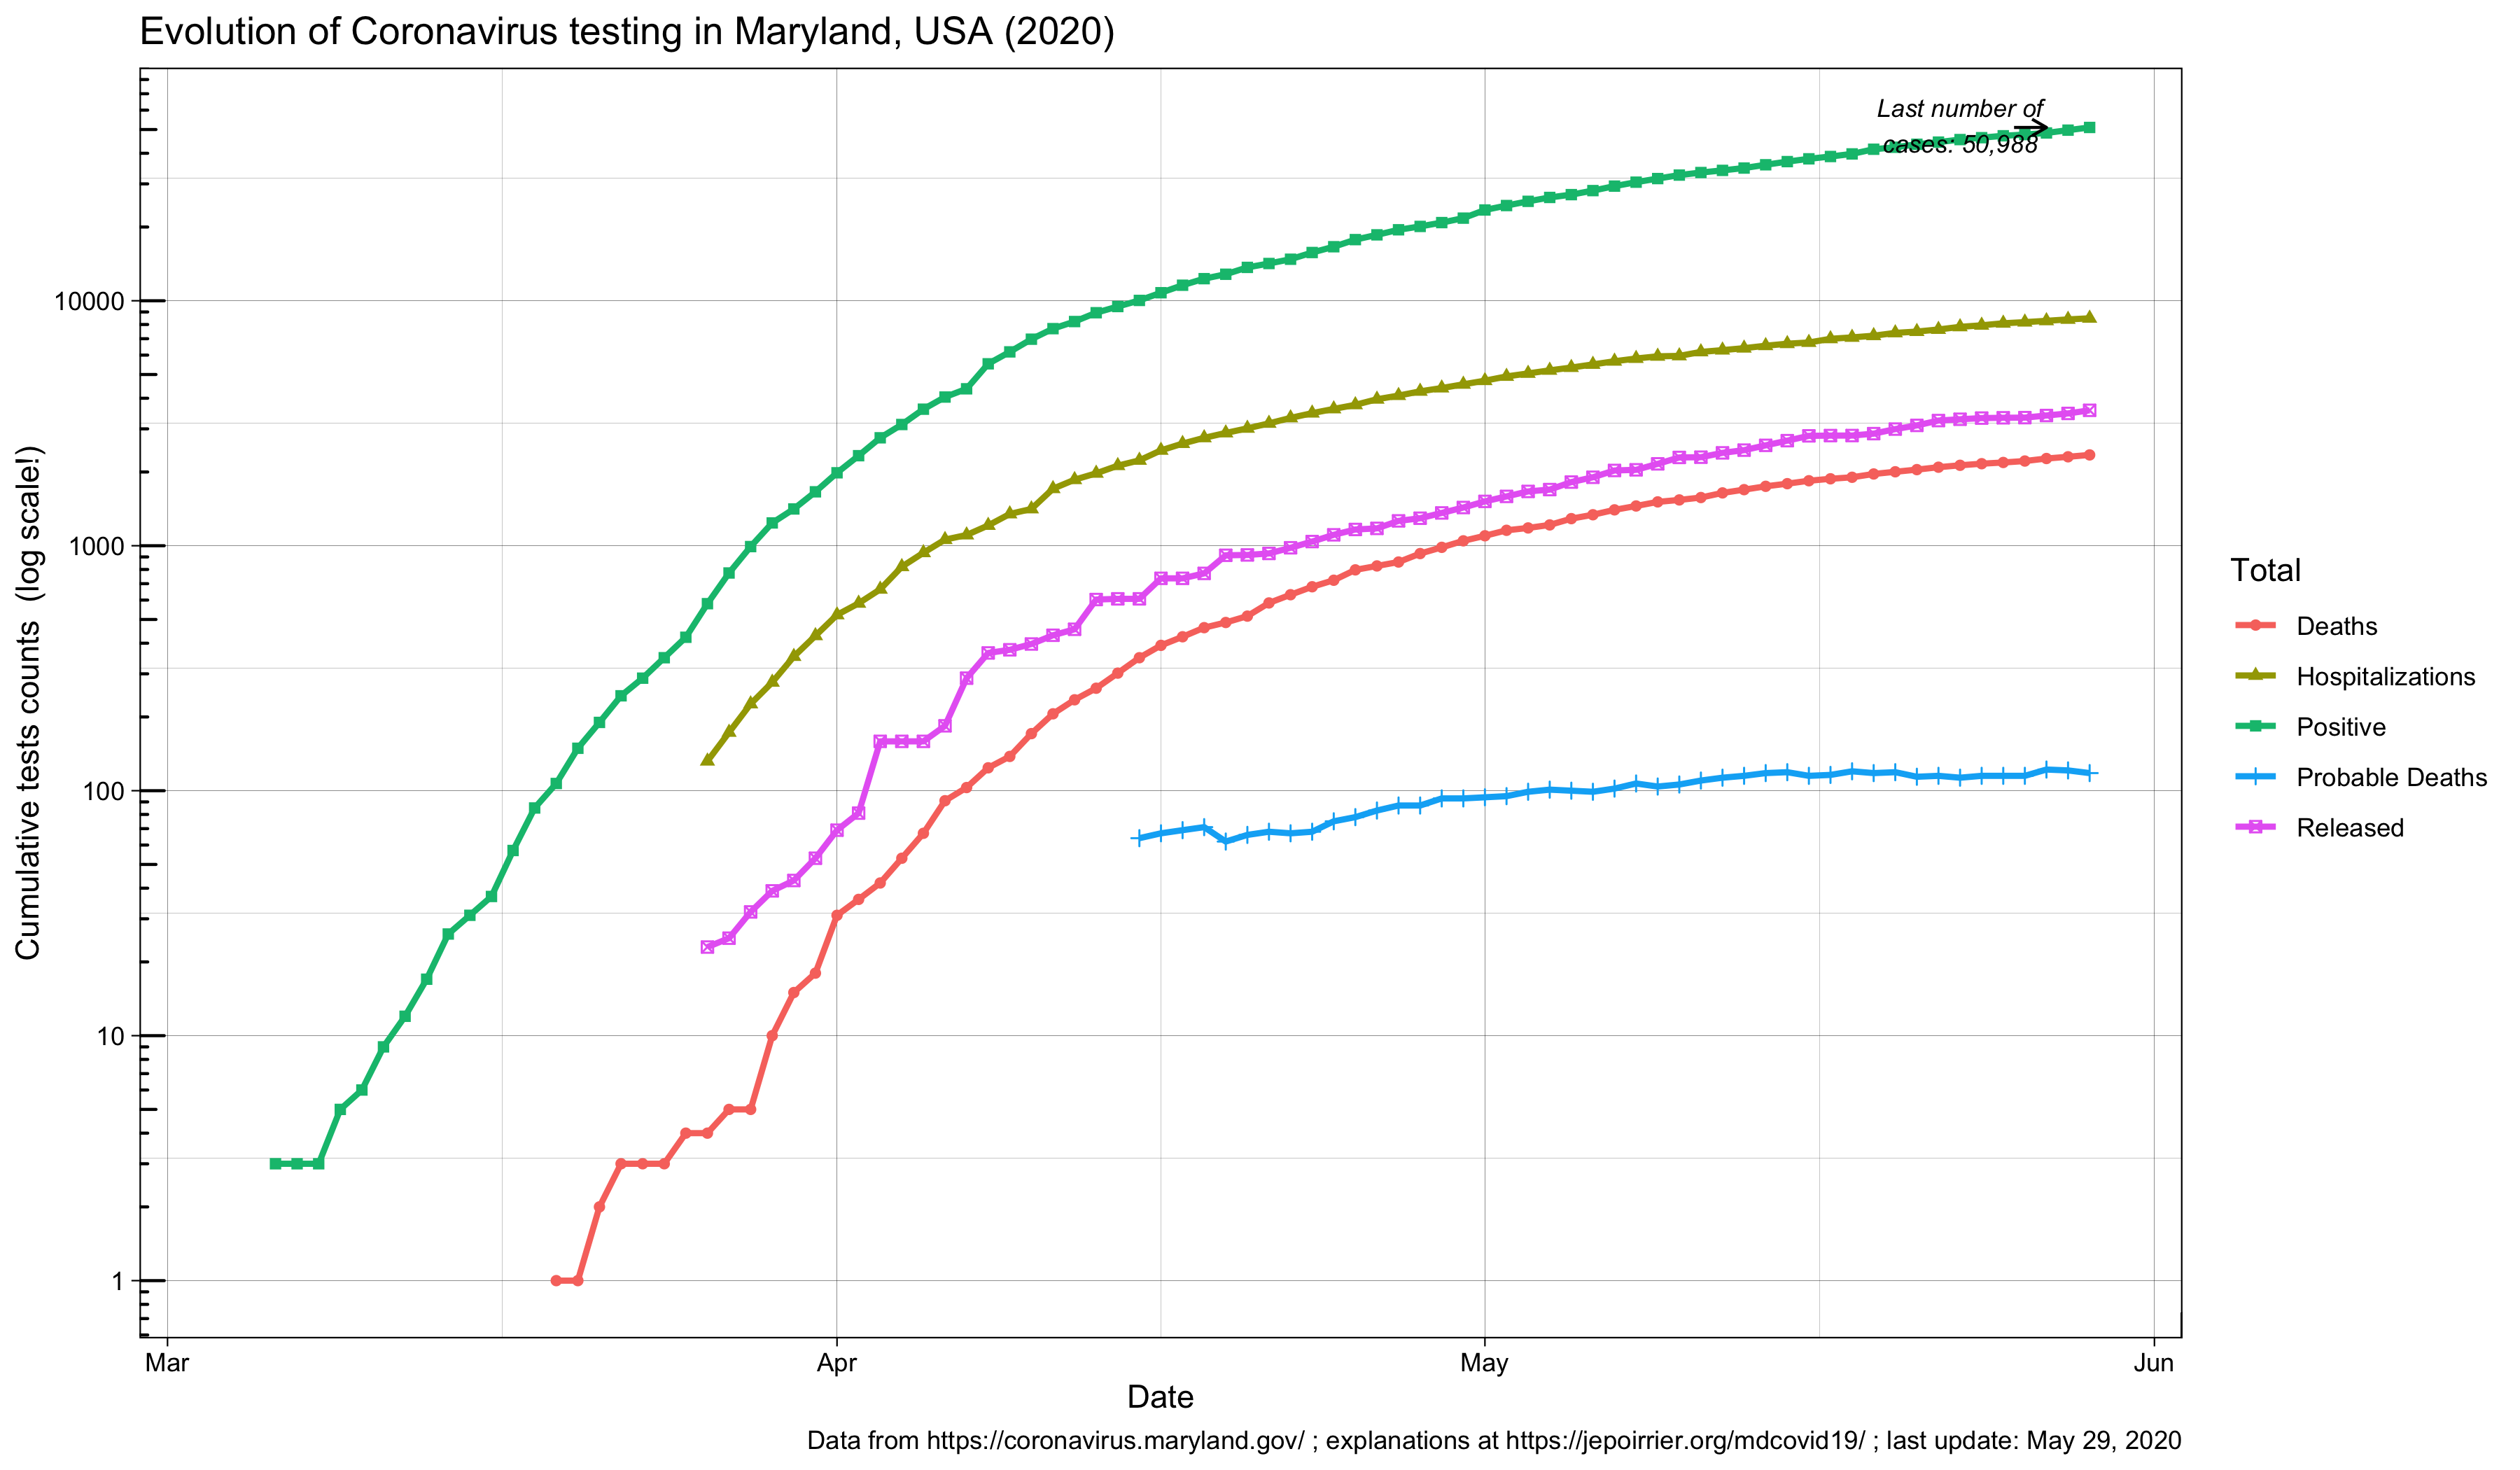 Evolution of Coronavirus testing in Maryland, USA (2020)
Last number of
cases: 50,988
10000
1000
100
10
1
Cumulative tests counts (log scale!)
Mar
Apr
May
Jun
Date
Total
Deaths
Hospitalizations
Positive
Probable Deaths
Released
Data from https://coronavirus.maryland.gov/ ; explanations at https://jepoirrier.org/mdcovid19/ ; last update: May 29, 2020